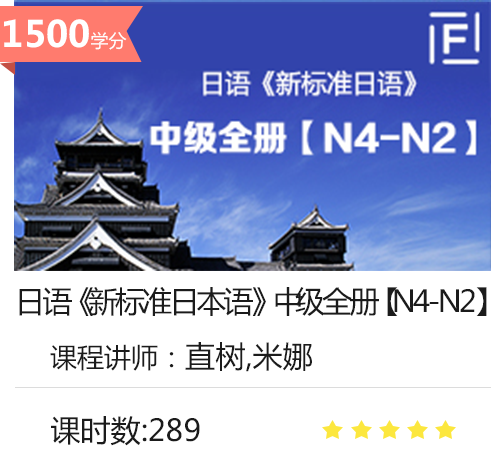 1500学分
F
日语《新标准日语》
中级全册【N4-N2】
日语《新标准日本语》中级全册【N4-N2】
课程讲师：直树,米娜
课时数:289